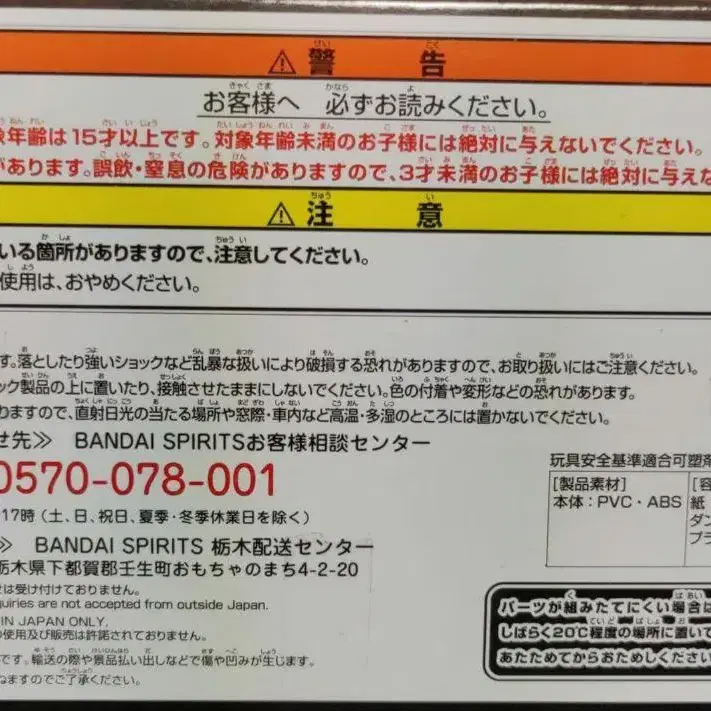 ⚠ 警 告
お客様へ 必ずお読みください。
象年齢は15才以上です。対象年齢未満のお子様には絶対に与えないでください。
があります。誤飲・窒息の危険がありますので、3才未満のお子様には絶対に与えな
⚠ 注 意
いる箇所がありますので、注意してください。
使用は、おやめください。
す。落としたり強いショックなど乱暴な扱いにより破損する恐れがありますので、お取り扱いにはご注意ください。
ック製品の上に置いたり、接触させたままにしないでください。色の付着や変形などの恐れがあります。
りますので、直射日光の当たる場所や窓際・車内など高温・多湿のところには置かないでください。
せ先≫ BANDAI SPIRITSお客様相談センター
0570-078-001
17時(土、日、祝日、夏季・冬季休業日を除く)
≫ BANDAI SPIRITS 栃木配送センター
栃木県下都賀郡壬生町おもちゃのまち4-2-20
は受け付けておりません。
quiries are not accepted from outside Japan.
IN JAPAN ONLY.
の使用及び販売は許諾されておりません。
です。輸送の際や景品払い出しなどで傷や凹みが生じます。
ねますのでご了承ください。
玩具安全基準適合可塑剤
[製品素材]
本体:PVC・ABS
[容
紙
ダン
プラ
パーツが組みたてにくい場合は
しばらく20℃程度の場所に置いて
あたためてからおためしください